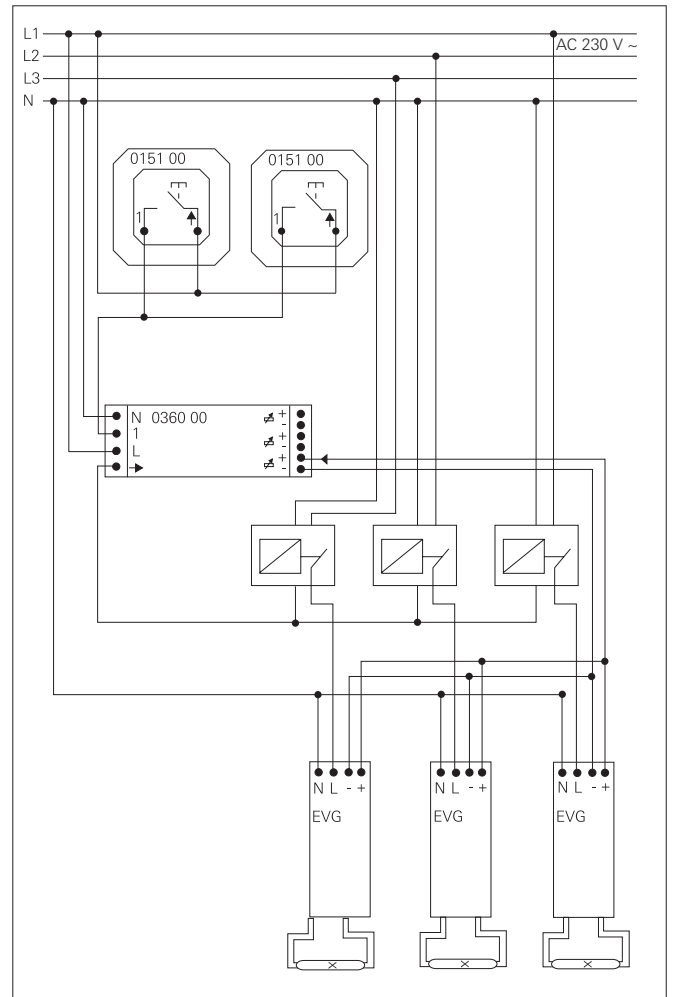 L1
AC 230 V ~
L2
L3
N
0151 00
0151 00
1
1
N 0360 00 +
-
1
+
L -
+
-
N L - +
N L - +
N L - +
EVG
EVG
EVG